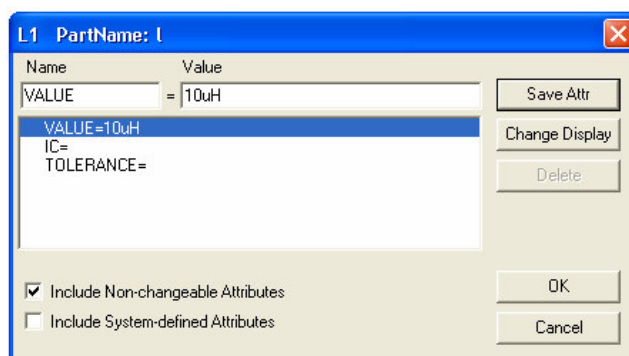 L1 PartName: l
Name Value
VALUE = 10uH
Save Attr
VALUE=10uH
IC=
TOLERANCE=
Change Display
Delete
Include Non-changeable Attributes
Include System-defined Attributes
OK
Cancel